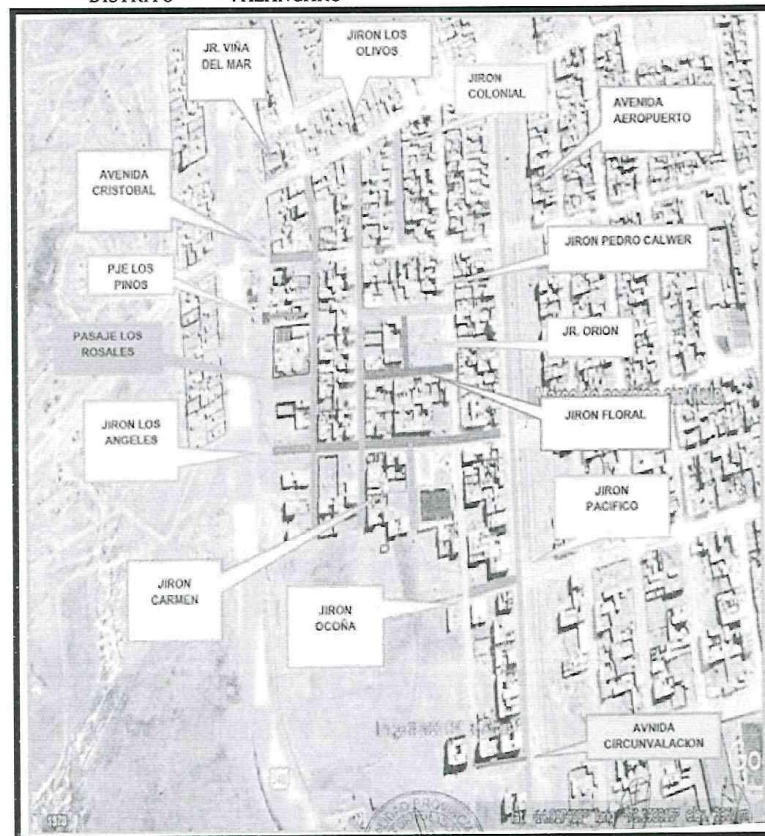 JR. VIÑA
DEL MAR
JIRON LOS
OLIVOS
JIRON
COLONIAL
AVENIDA
AEROPUERTO
AVENIDA
CRISTOBAL
JIRON PEDRO CALWER
PJE LOS
PINOS
PASAJE LOS
ROSALES
JR. ORION
JIRON FLORAL
JIRON LOS
ANGELES
JIRON
PACIFICO
JIRON
CARMEN
JIRON
OCOÑA
AVNIDA
CIRCUNVALACION